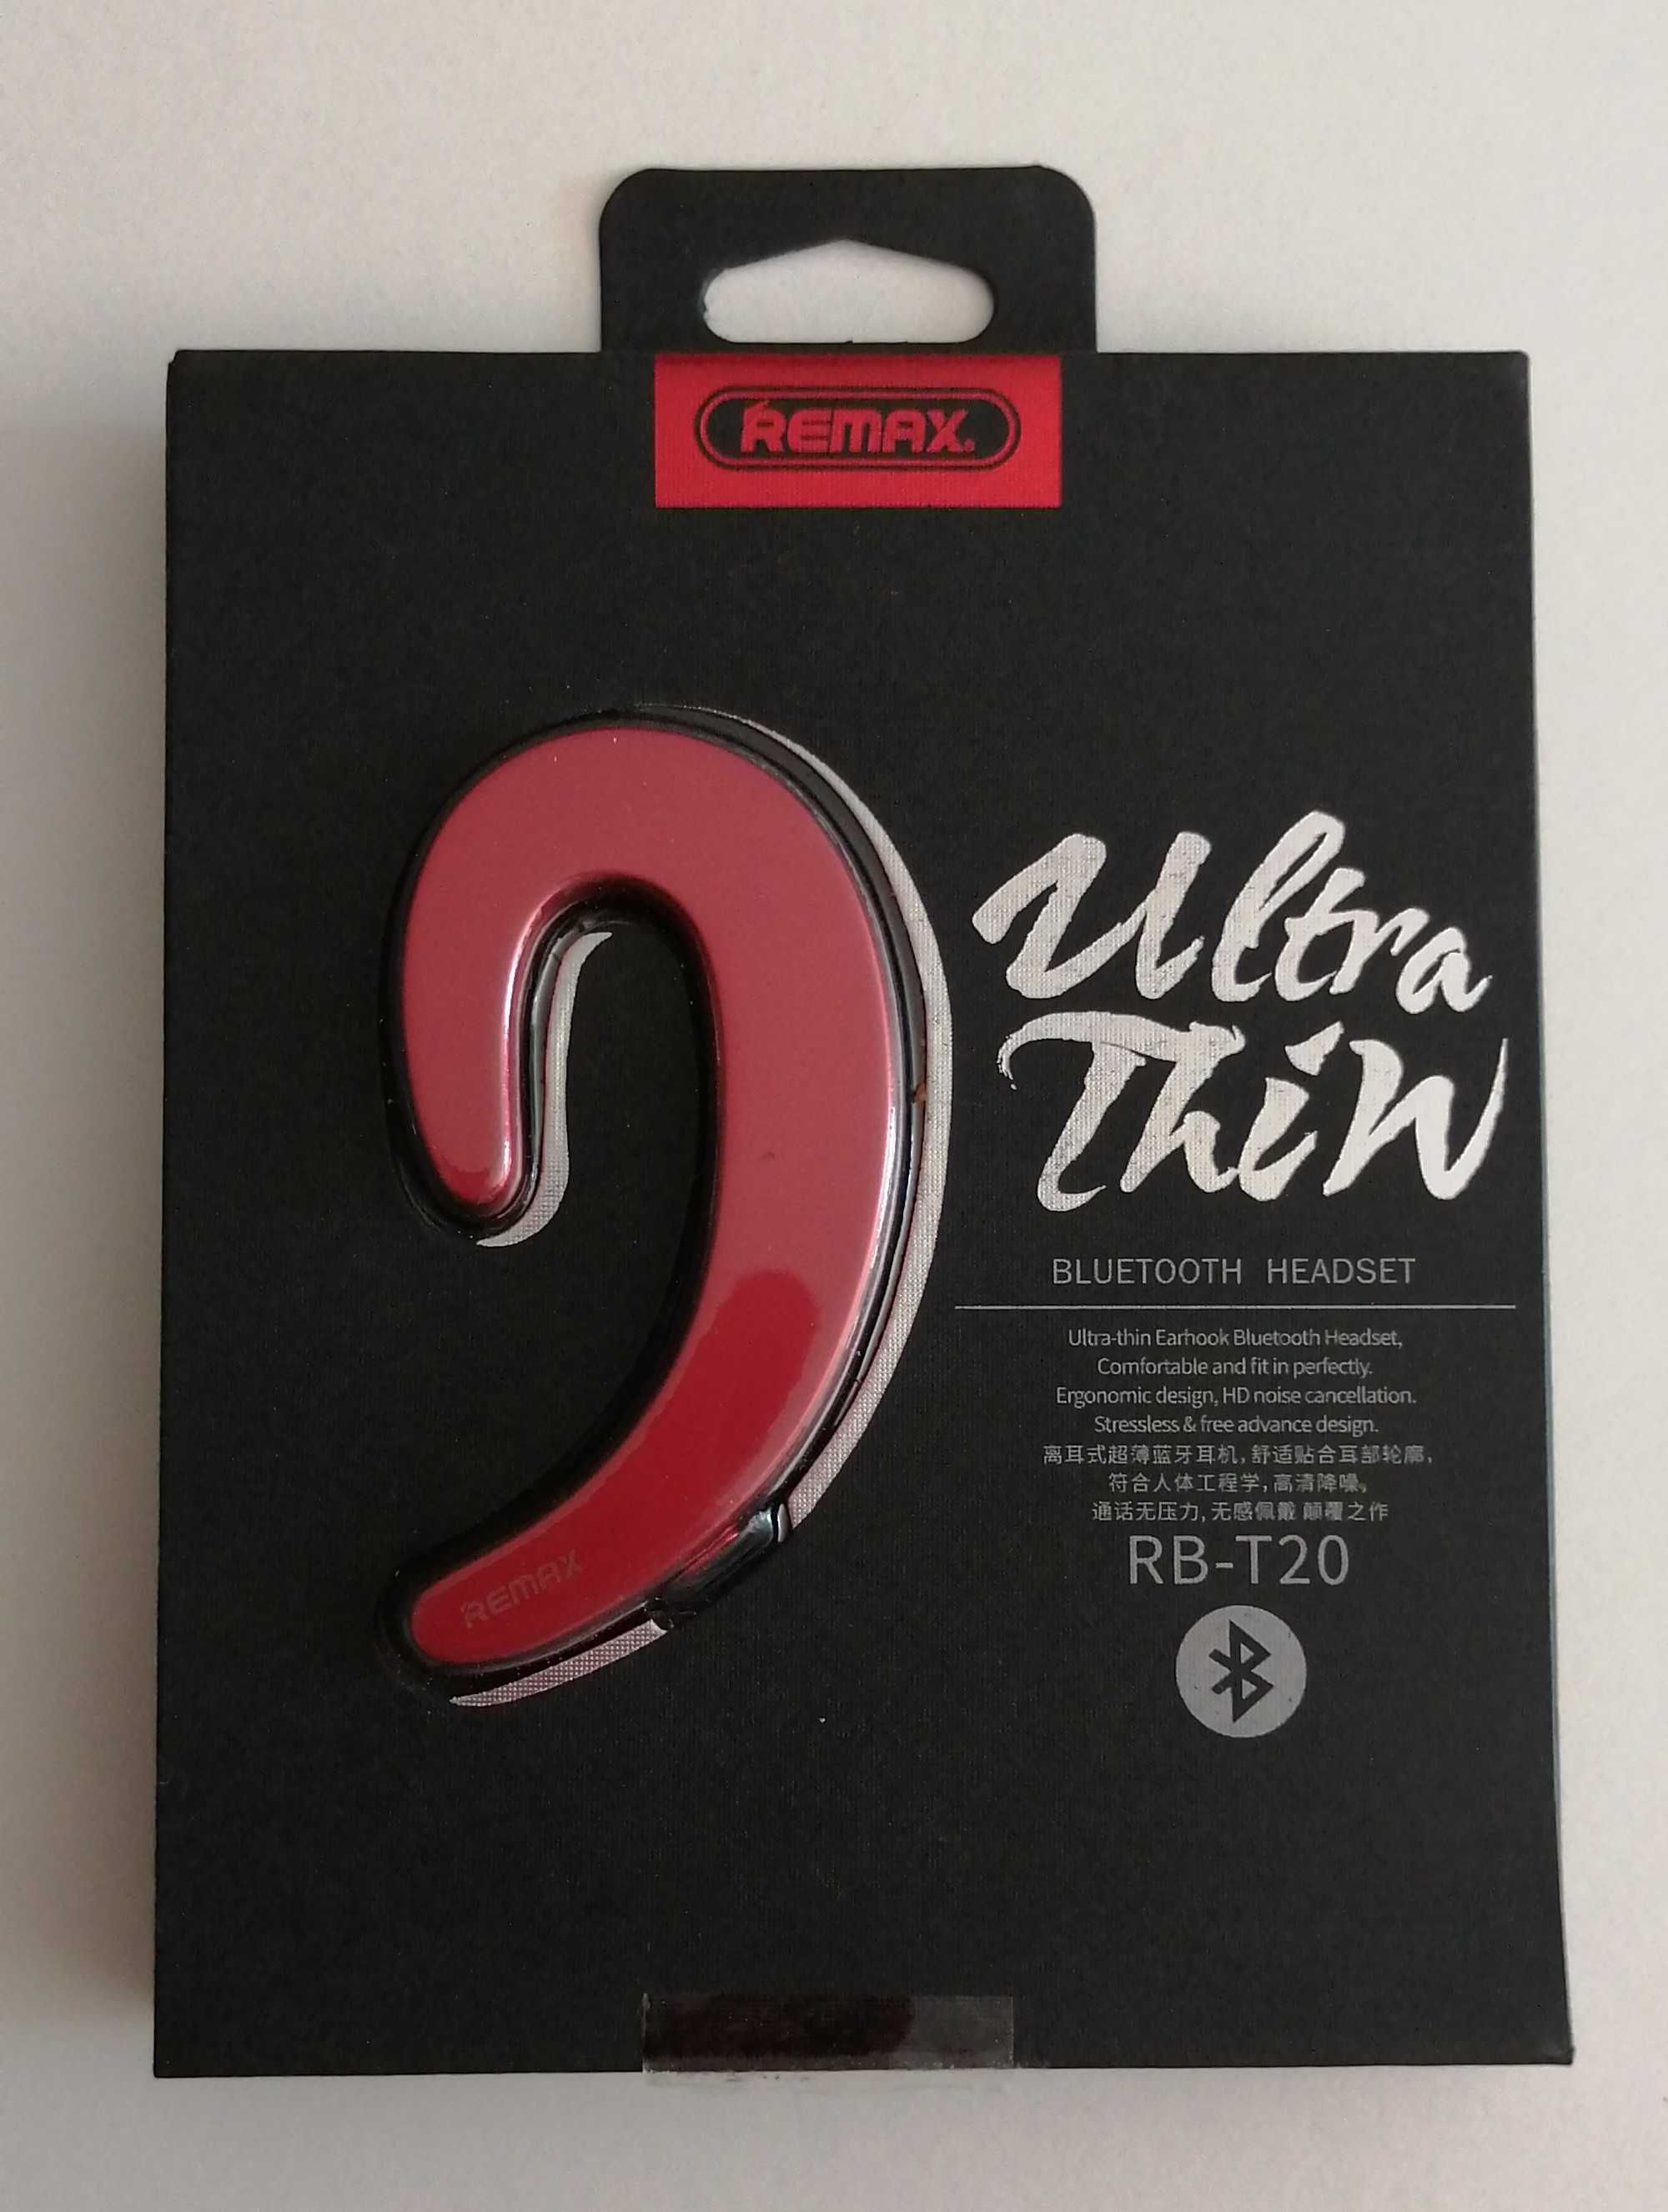 REMAX®
Ultra
Thin
BLUETOOTH HEADSET
Ultra-thin Earhook Bluetooth Headset,
Comfortable and fit in perfectly.
Ergonomic design, HD noise cancellation.
Stressless & free advance design.
离耳式超薄蓝牙耳机,舒适贴合耳部轮廓,
符合人体工程学,高清降噪。
通话无压力,无感佩戴 颠覆之作
RB-T20
REMAX